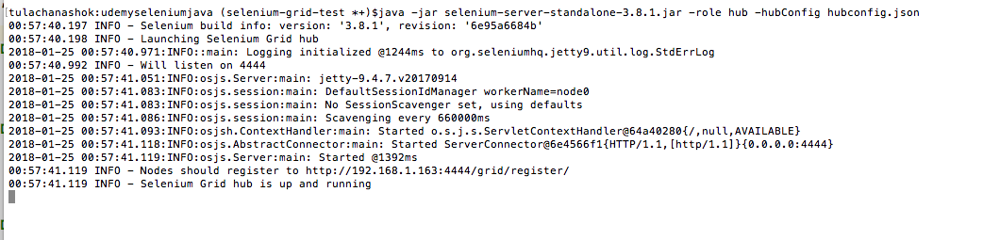 [tulachanashok:udemyseleniumjava (selenium-grid-test *+)$java -jar selenium-server-standalone-3.8.1.jar -role hub -hubConfig hubconfig.json
00:57:40.197 INFO - Selenium build info: version: '3.8.1', revision: '6e95a6684b'
00:57:40.198 INFO - Launching Selenium Grid hub
2018-01-25 00:57:40.971:INFO::main: Logging initialized @1244ms to org.seleniumhq.jetty9.util.log.StdErrLog
00:57:40.992 INFO - Will listen on 4444
2018-01-25 00:57:41.051:INFO:osjs.Server:main: jetty-9.4.7.v20170914
2018-01-25 00:57:41.083:INFO:osjs.session:main: DefaultSessionIdManager workerName=node0
2018-01-25 00:57:41.083:INFO:osjs.session:main: No SessionScavenger set, using defaults
2018-01-25 00:57:41.086:INFO:osjs.session:main: Scavenging every 660000ms
2018-01-25 00:57:41.093:INFO:osjsh.ContextHandler:main: Started o.s.j.s.ServletContextHandler@64a40280{/,null,AVAILABLE}
2018-01-25 00:57:41.118:INFO:osjs.AbstractConnector:main: Started ServerConnector@6e4566f1{HTTP/1.1,[http/1.1]}{0.0.0.0:4444}
2018-01-25 00:57:41.119:INFO:osjs.Server:main: Started @1392ms
00:57:41.119 INFO - Nodes should register to http://192.168.1.163:4444/grid/register/
00:57:41.119 INFO - Selenium Grid hub is up and running